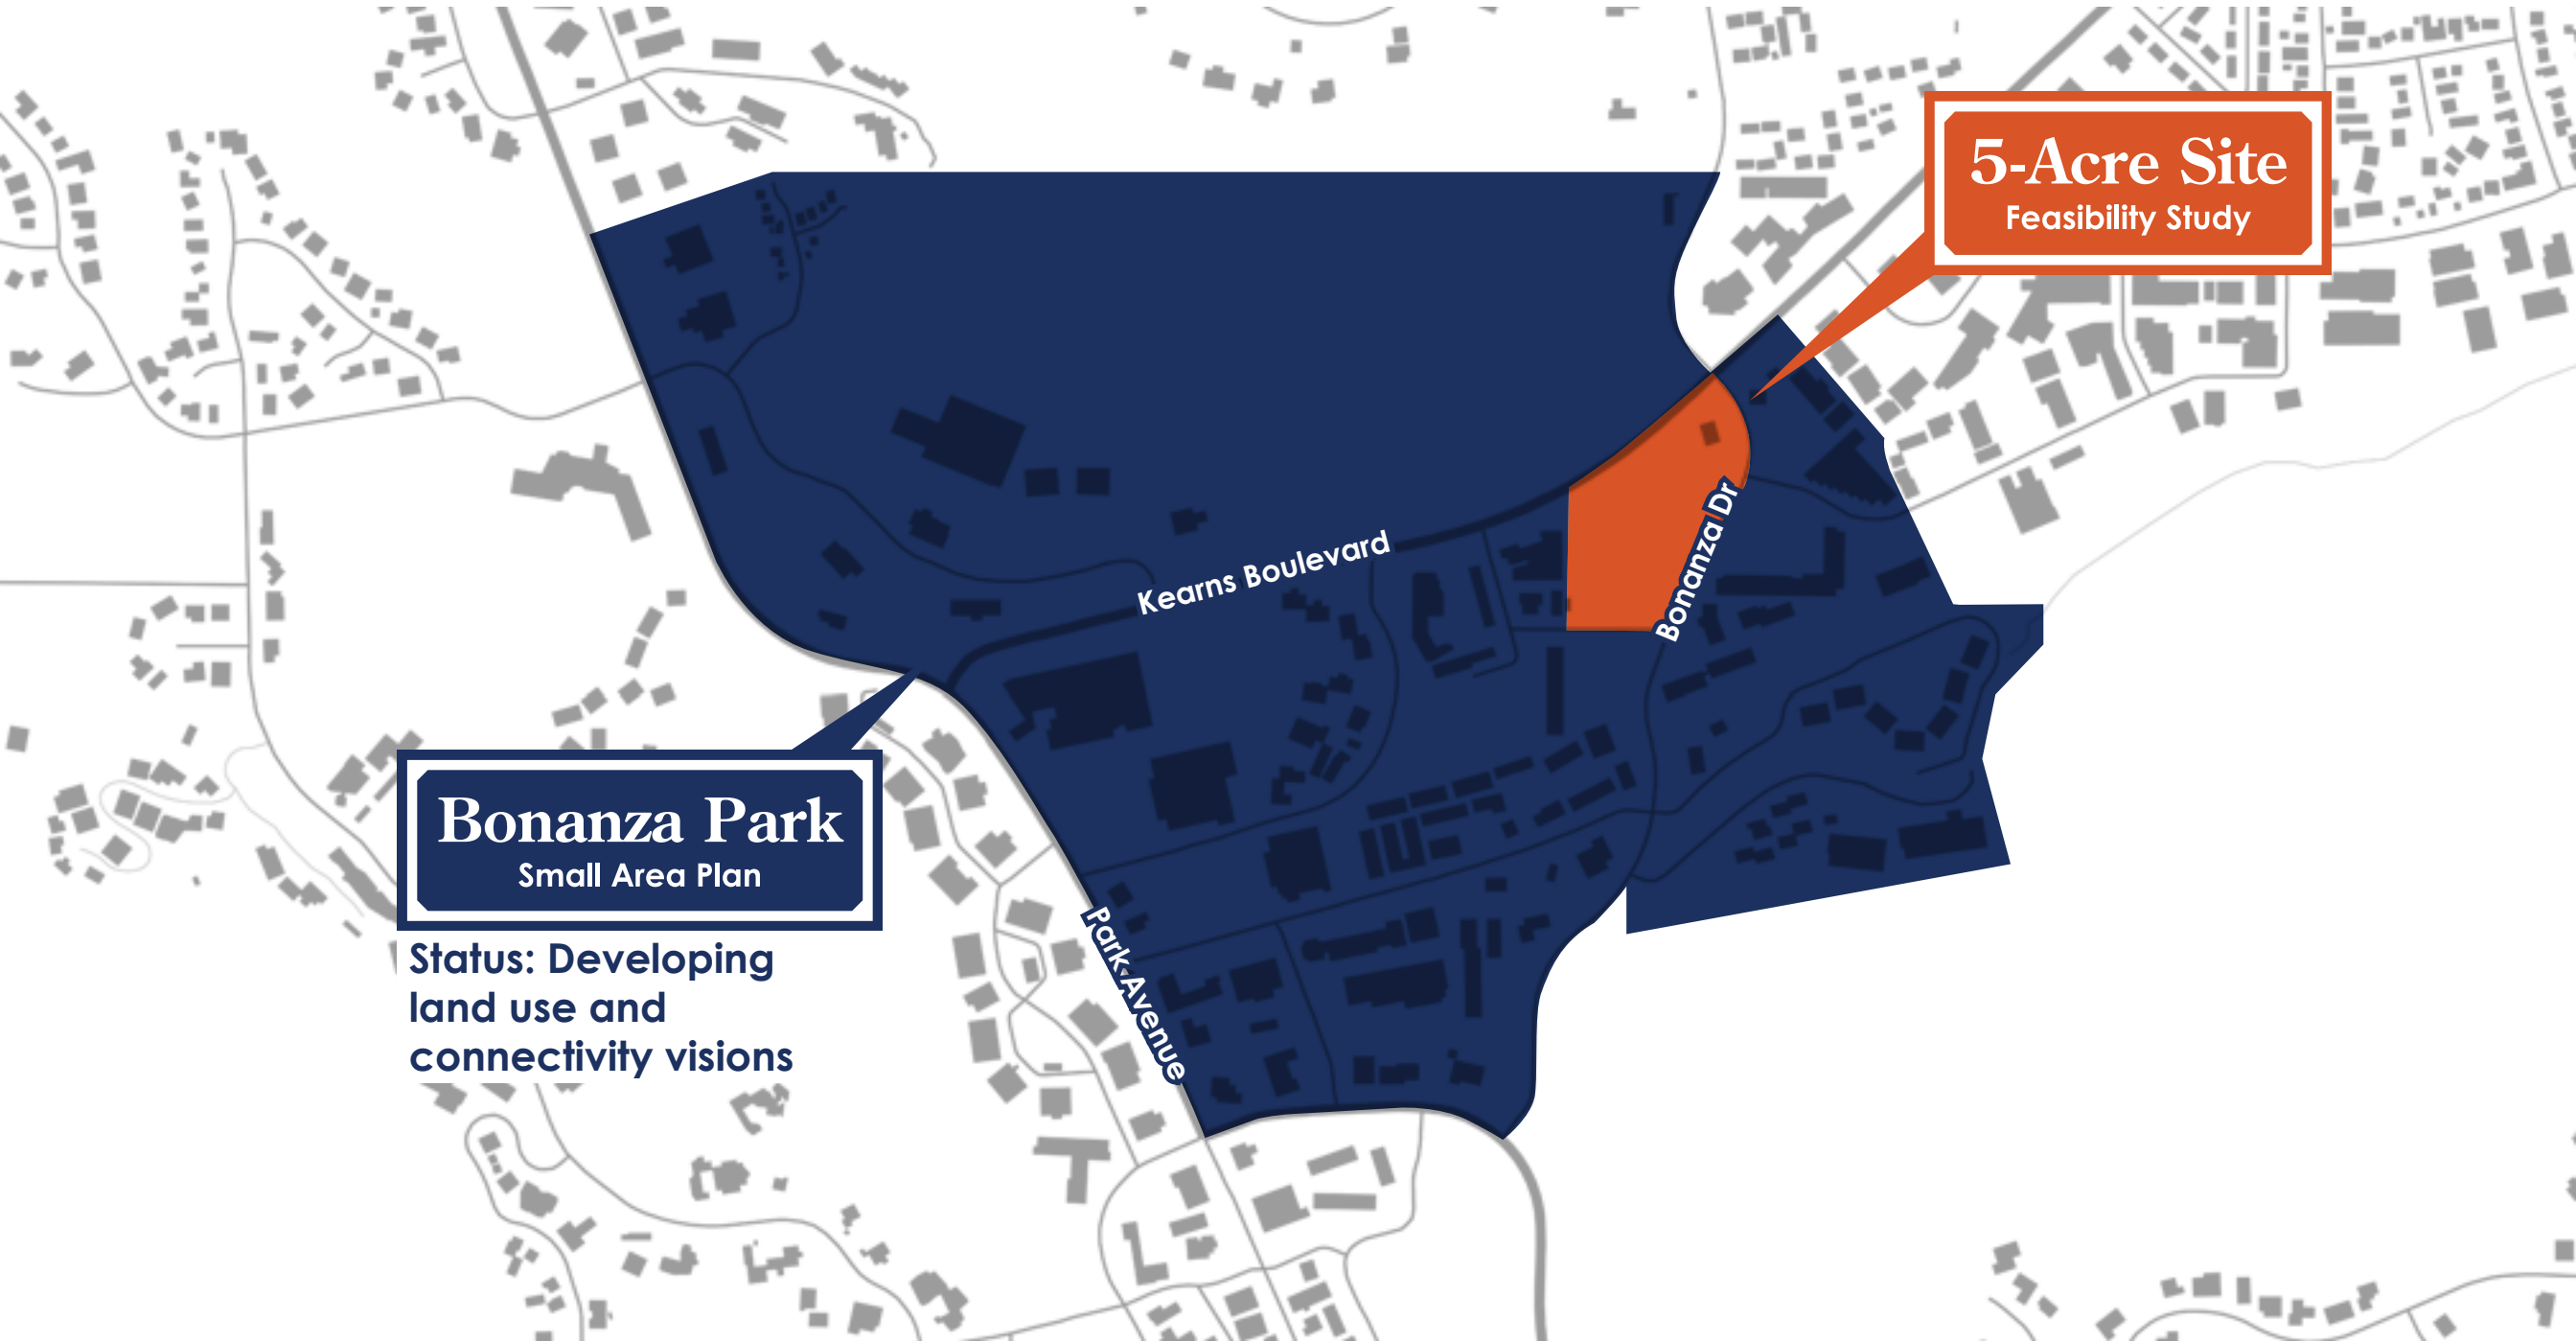 5-Acre Site
Feasibility Study
Kearns Boulevard
Bonanza Dr
Bonanza Park
Small Area Plan
Status: Developing
land use and
connectivity visions
Park Avenue